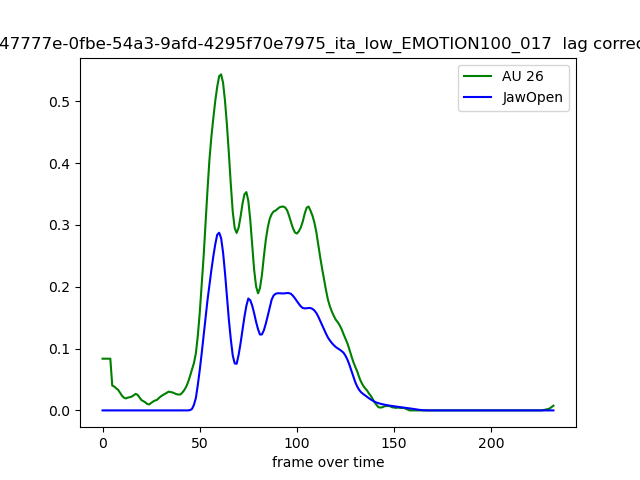 47777e-0fbe-54a3-9afd-4295f70e7975_ita_low_EMOTION100_017 lag correc
AU 26
JawOpen
0.5
0.4
0.3
0.2
0.1
0.0
0 50 100 150 200
frame over time